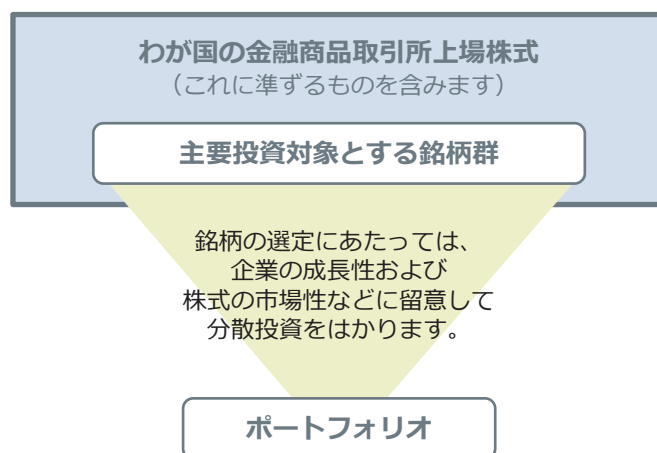 わが国の金融商品取引所上場株式
（これに準ずるものを含みます）
主要投資対象とする銘柄群
銘柄の選定にあたっては、
企業の成長性および
株式の市場性などに留意して
分散投資をはかります。
ポートフォリオ